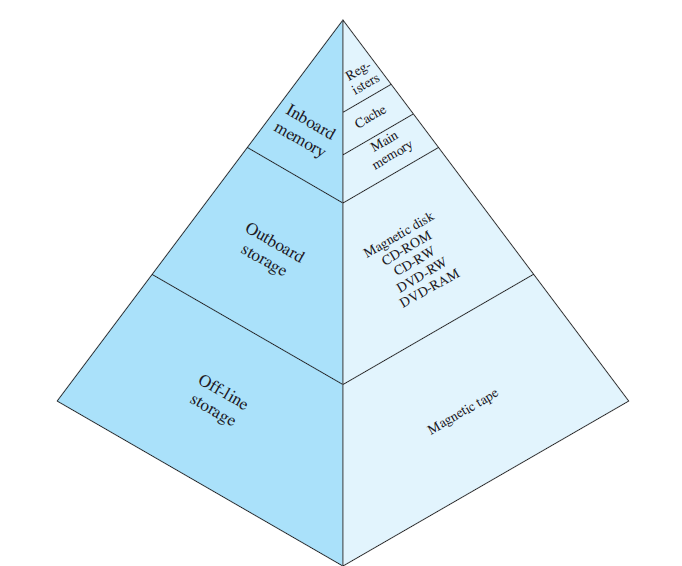 Inboard
memory
Reg-
isters
Cache
Main
memory
Outboard
storage
Magnetic disk
CD-ROM
CD-RW
DVD-RW
DVD-RAM
Off-line
storage
Magnetic tape